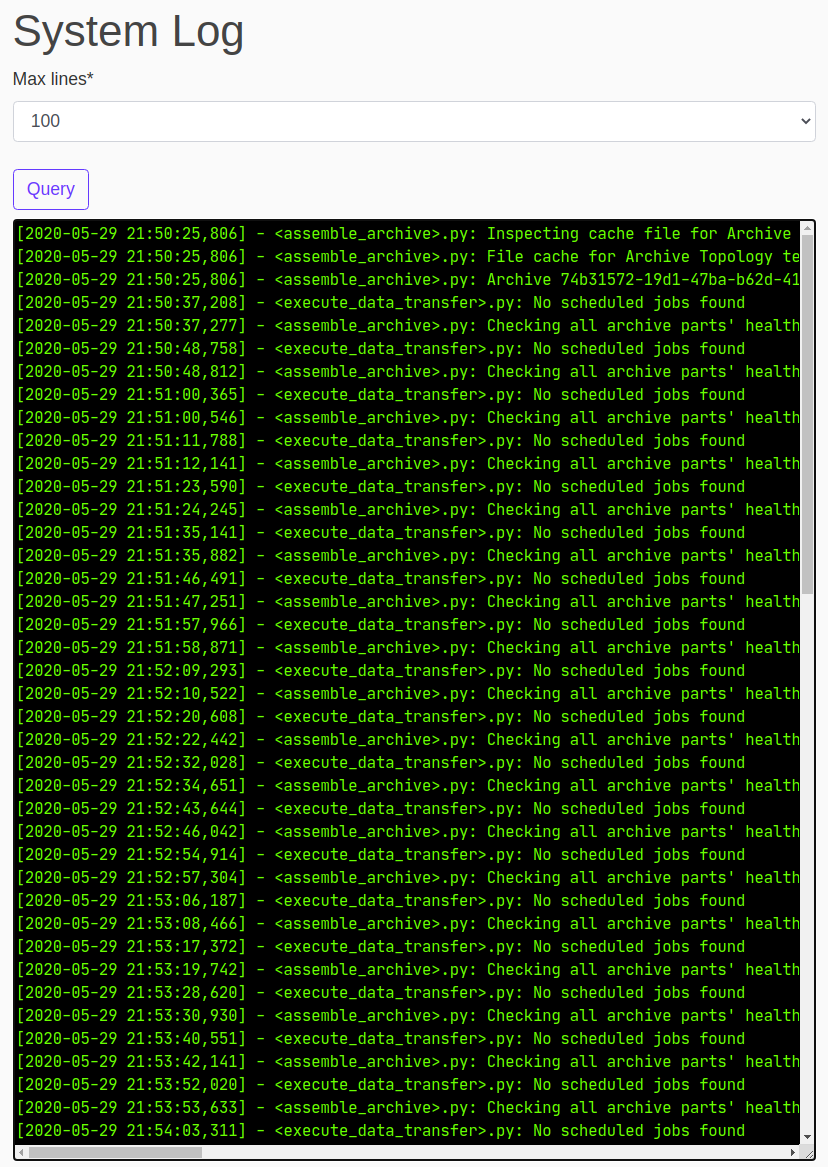 System Log
Max lines*
100
Query
[2020-05-29 21:50:25,806] - <assemble_archive>.py: Inspecting cache file for Archive
[2020-05-29 21:50:25,806] - <assemble_archive>.py: File cache for Archive Topology te
[2020-05-29 21:50:25,806] - <assemble_archive>.py: Archive 74b31572-19d1-47ba-b62d-41
[2020-05-29 21:50:37,208] - <execute_data_transfer>.py: No scheduled jobs found
[2020-05-29 21:50:37,277] - <assemble_archive>.py: Checking all archive parts' health
[2020-05-29 21:50:48,758] - <execute_data_transfer>.py: No scheduled jobs found
[2020-05-29 21:50:48,812] - <assemble_archive>.py: Checking all archive parts' health
[2020-05-29 21:51:00,365] - <execute_data_transfer>.py: No scheduled jobs found
[2020-05-29 21:51:00,546] - <assemble_archive>.py: Checking all archive parts' health
[2020-05-29 21:51:11,788] - <execute_data_transfer>.py: No scheduled jobs found
[2020-05-29 21:51:12,141] - <assemble_archive>.py: Checking all archive parts' health
[2020-05-29 21:51:23,590] - <execute_data_transfer>.py: No scheduled jobs found
[2020-05-29 21:51:24,245] - <assemble_archive>.py: Checking all archive parts' health
[2020-05-29 21:51:35,141] - <execute_data_transfer>.py: No scheduled jobs found
[2020-05-29 21:51:35,882] - <assemble_archive>.py: Checking all archive parts' health
[2020-05-29 21:51:46,491] - <execute_data_transfer>.py: No scheduled jobs found
[2020-05-29 21:51:47,251] - <assemble_archive>.py: Checking all archive parts' health
[2020-05-29 21:51:57,966] - <execute_data_transfer>.py: No scheduled jobs found
[2020-05-29 21:51:58,871] - <assemble_archive>.py: Checking all archive parts' health
[2020-05-29 21:52:09,293] - <execute_data_transfer>.py: No scheduled jobs found
[2020-05-29 21:52:10,522] - <assemble_archive>.py: Checking all archive parts' health
[2020-05-29 21:52:20,608] - <execute_data_transfer>.py: No scheduled jobs found
[2020-05-29 21:52:22,442] - <assemble_archive>.py: Checking all archive parts' health
[2020-05-29 21:52:32,028] - <execute_data_transfer>.py: No scheduled jobs found
[2020-05-29 21:52:34,651] - <assemble_archive>.py: Checking all archive parts' health
[2020-05-29 21:52:43,644] - <execute_data_transfer>.py: No scheduled jobs found
[2020-05-29 21:52:46,042] - <assemble_archive>.py: Checking all archive parts' health
[2020-05-29 21:52:54,914] - <execute_data_transfer>.py: No scheduled jobs found
[2020-05-29 21:52:57,304] - <assemble_archive>.py: Checking all archive parts' health
[2020-05-29 21:53:06,187] - <execute_data_transfer>.py: No scheduled jobs found
[2020-05-29 21:53:08,466] - <assemble_archive>.py: Checking all archive parts' health
[2020-05-29 21:53:17,372] - <execute_data_transfer>.py: No scheduled jobs found
[2020-05-29 21:53:19,742] - <assemble_archive>.py: Checking all archive parts' health
[2020-05-29 21:53:28,620] - <execute_data_transfer>.py: No scheduled jobs found
[2020-05-29 21:53:30,930] - <assemble_archive>.py: Checking all archive parts' health
[2020-05-29 21:53:40,551] - <execute_data_transfer>.py: No scheduled jobs found
[2020-05-29 21:53:42,141] - <assemble_archive>.py: Checking all archive parts' health
[2020-05-29 21:53:52,020] - <execute_data_transfer>.py: No scheduled jobs found
[2020-05-29 21:53:53,633] - <assemble_archive>.py: Checking all archive parts' health
[2020-05-29 21:54:03,311] - <execute_data_transfer>.py: No scheduled jobs found